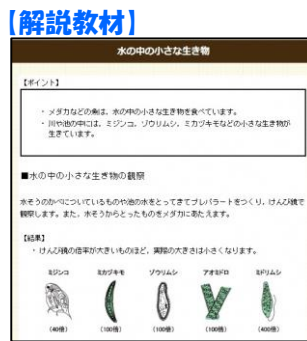 【解説教材】
水の中の小さな生き物
【ポイント】
・メダカなどの魚は、水の中の小さな生き物を食べています。
・川や池の中には、ミジンコ、ゾウリムシ、ミカヅキモなどの小さな生き物が
生きています。
■水の中の小さな生き物の観察
水そうのかべについているものや池の水をとってきてプレパラートをつくり、けんび鏡で
観察します。また、水そうからとったものをメダカにあたえます。
【結果】
・けんび鏡の倍率が大きいものほど、実際の大きさは小さくなります。
ミジンコ ミカヅキモ ゾウリムシ アオミドロ ミドリムシ
(40倍) (100倍) (100倍) (100倍) (400倍)